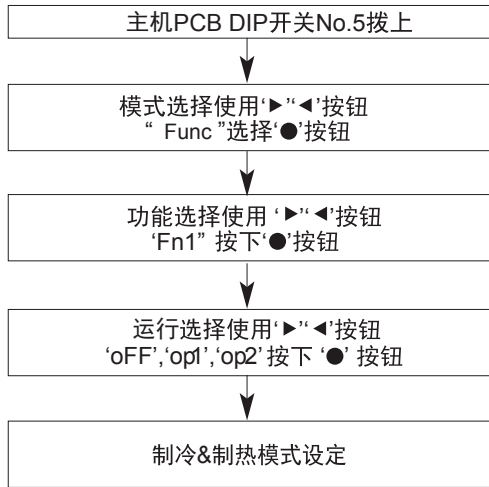 主机PCB DIP开关No.5拨上
模式选择使用‘►’‘◄’按钮
“ Func ”选择‘●’按钮
功能选择使用 ‘►’‘◄’按钮
‘Fn1” 按下‘●’按钮
运行选择使用‘►’‘◄’按钮
‘oFF’,‘op1’,‘op2’按下 ‘●’ 按钮
制冷&制热模式设定